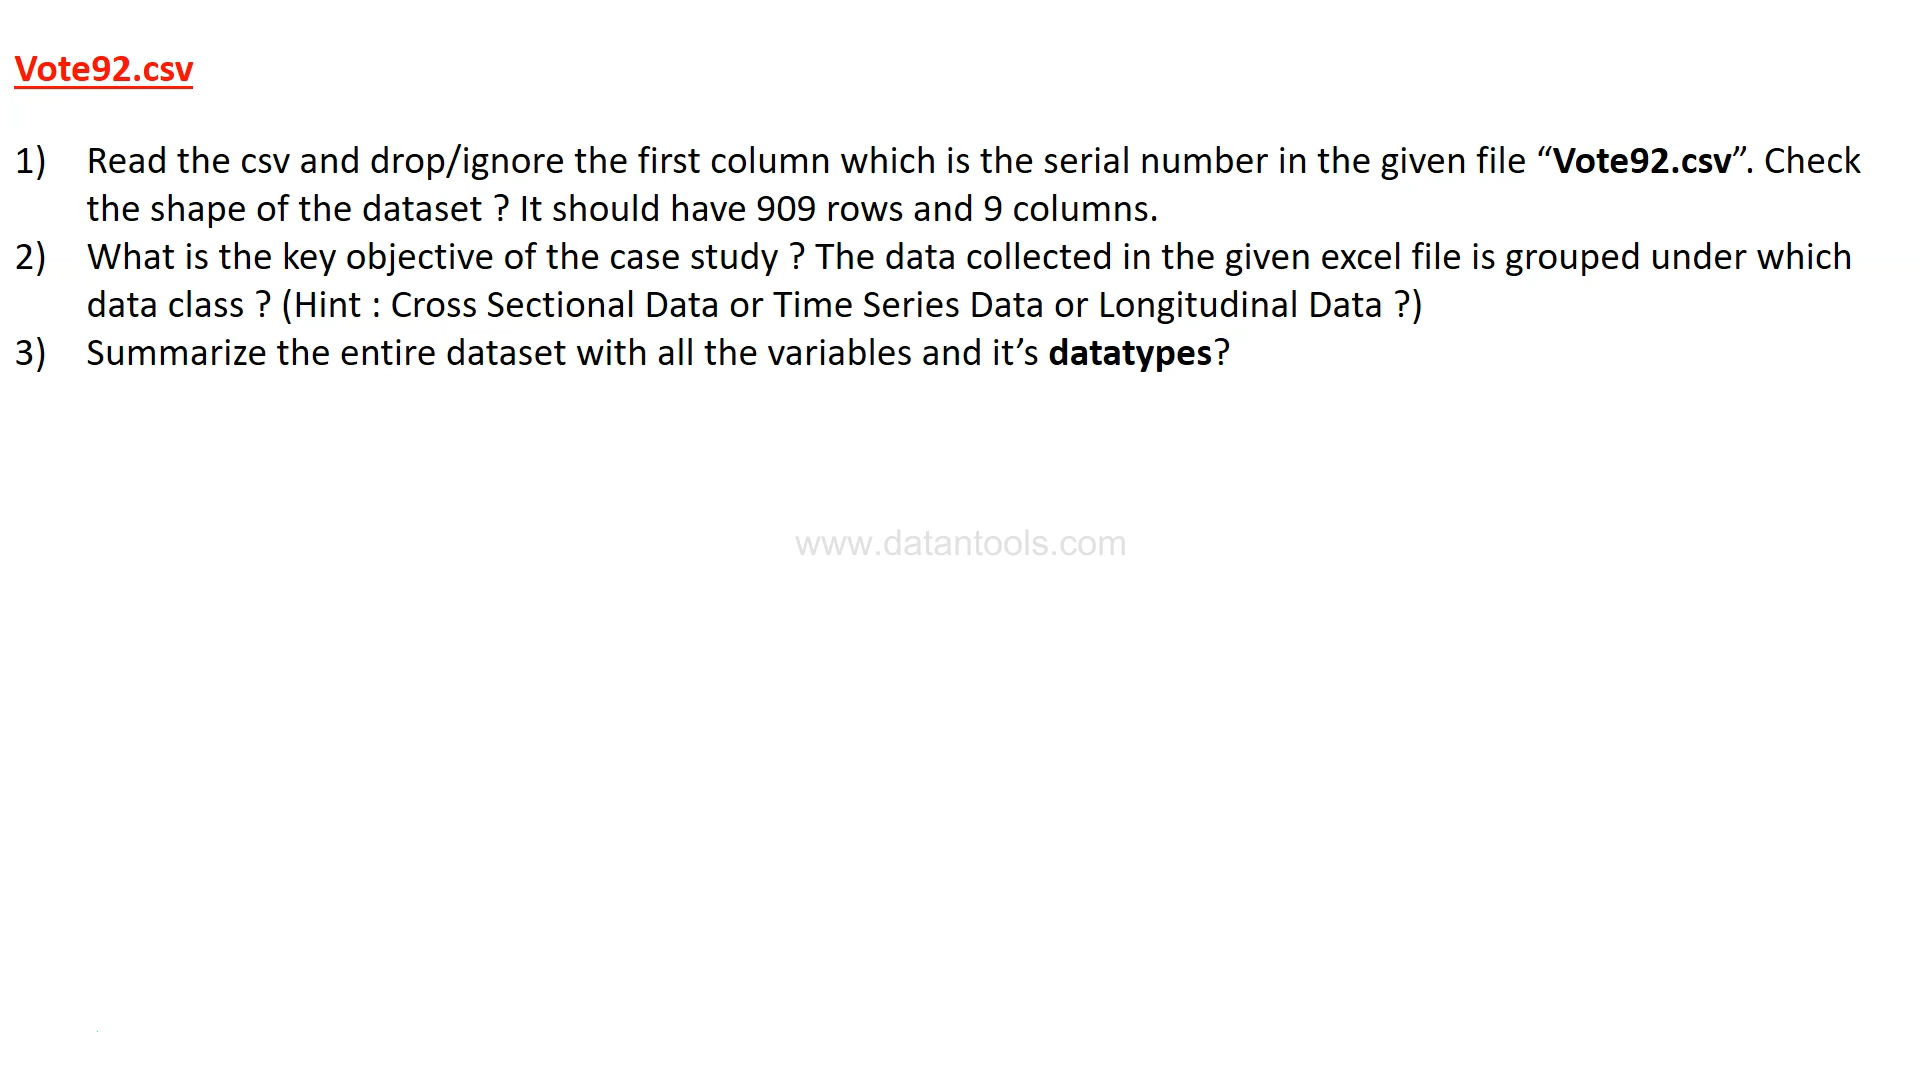 Vote92.csv
1) Read the csv and drop/ignore the first column which is the serial number in the given file “Vote92.csv”. Check
the shape of the dataset ? It should have 909 rows and 9 columns.
2) What is the key objective of the case study ? The data collected in the given excel file is grouped under which
data class ? (Hint : Cross Sectional Data or Time Series Data or Longitudinal Data ?)
3) Summarize the entire dataset with all the variables and it’s datatypes?
www.datantools.com